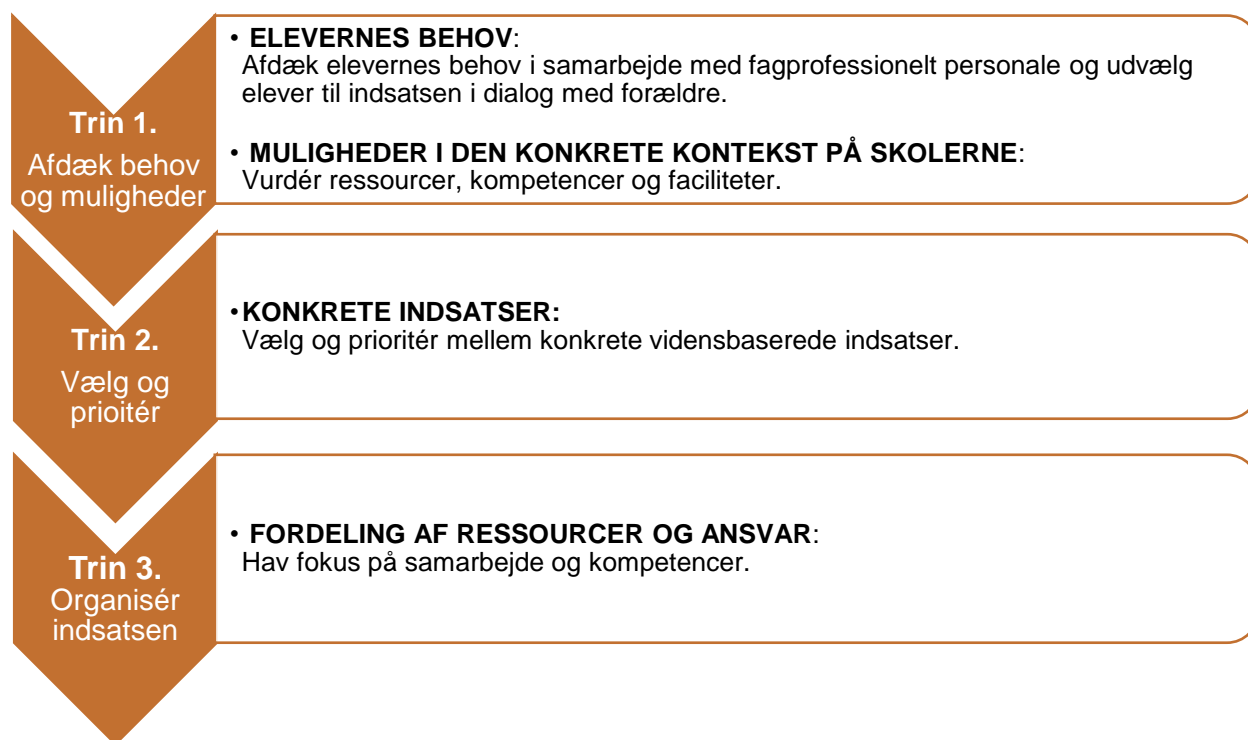 Trin 1.
Afdæk behov
og muligheder
• ELEVERNES BEHOV:
Afdæk elevernes behov i samarbejde med fagprofessionelt personale og udvælg
elever til indsatsen i dialog med forældre.
• MULIGHEDER I DEN KONKRETE KONTEKST PÅ SKOLERNE:
Vurdér ressourcer, kompetencer og faciliteter.
Trin 2.
Vælg og
prioitér
•KONKRETE INDSATSER:
Vælg og prioritér mellem konkrete vidensbaserede indsatser.
Trin 3.
Organisér
indsatsen
• FORDELING AF RESSOURCER OG ANSVAR:
Hav fokus på samarbejde og kompetencer.